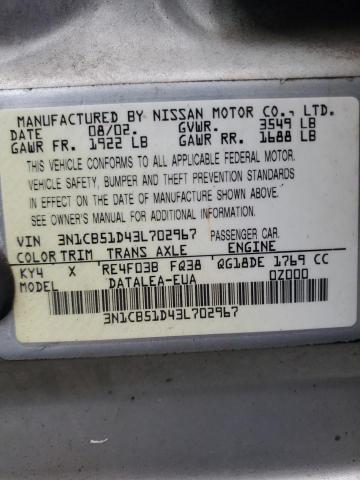 MANUFACTURED BY NISSAN MOTOR CO., LTD.
DATE 08/02. GVWR. 3549 LB
GAWR FR. 1922 LB GAWR RR. 1688 LB
THIS VEHICLE CONFORMS TO ALL APPLICABLE FEDERAL MOTOR
VEHICLE SAFETY, BUMPER AND THEFT PREVENTION STANDARDS
IN EFFECT ON THE DATE OF MANUFACTURE SHOWN ABOVE.
SEE OWNER'S MANUAL FOR ADDITIONAL INFORMATION.
VIN 3N1CB51D43L702967 PASSENGER CAR.
COLOR TRIM TRANS AXLE ENGINE
KY4 X RE4F03B FQ38 QG18DE 1769 CC
MODEL DATALEA-EUA 0Z000
3N1CB51D43L702967